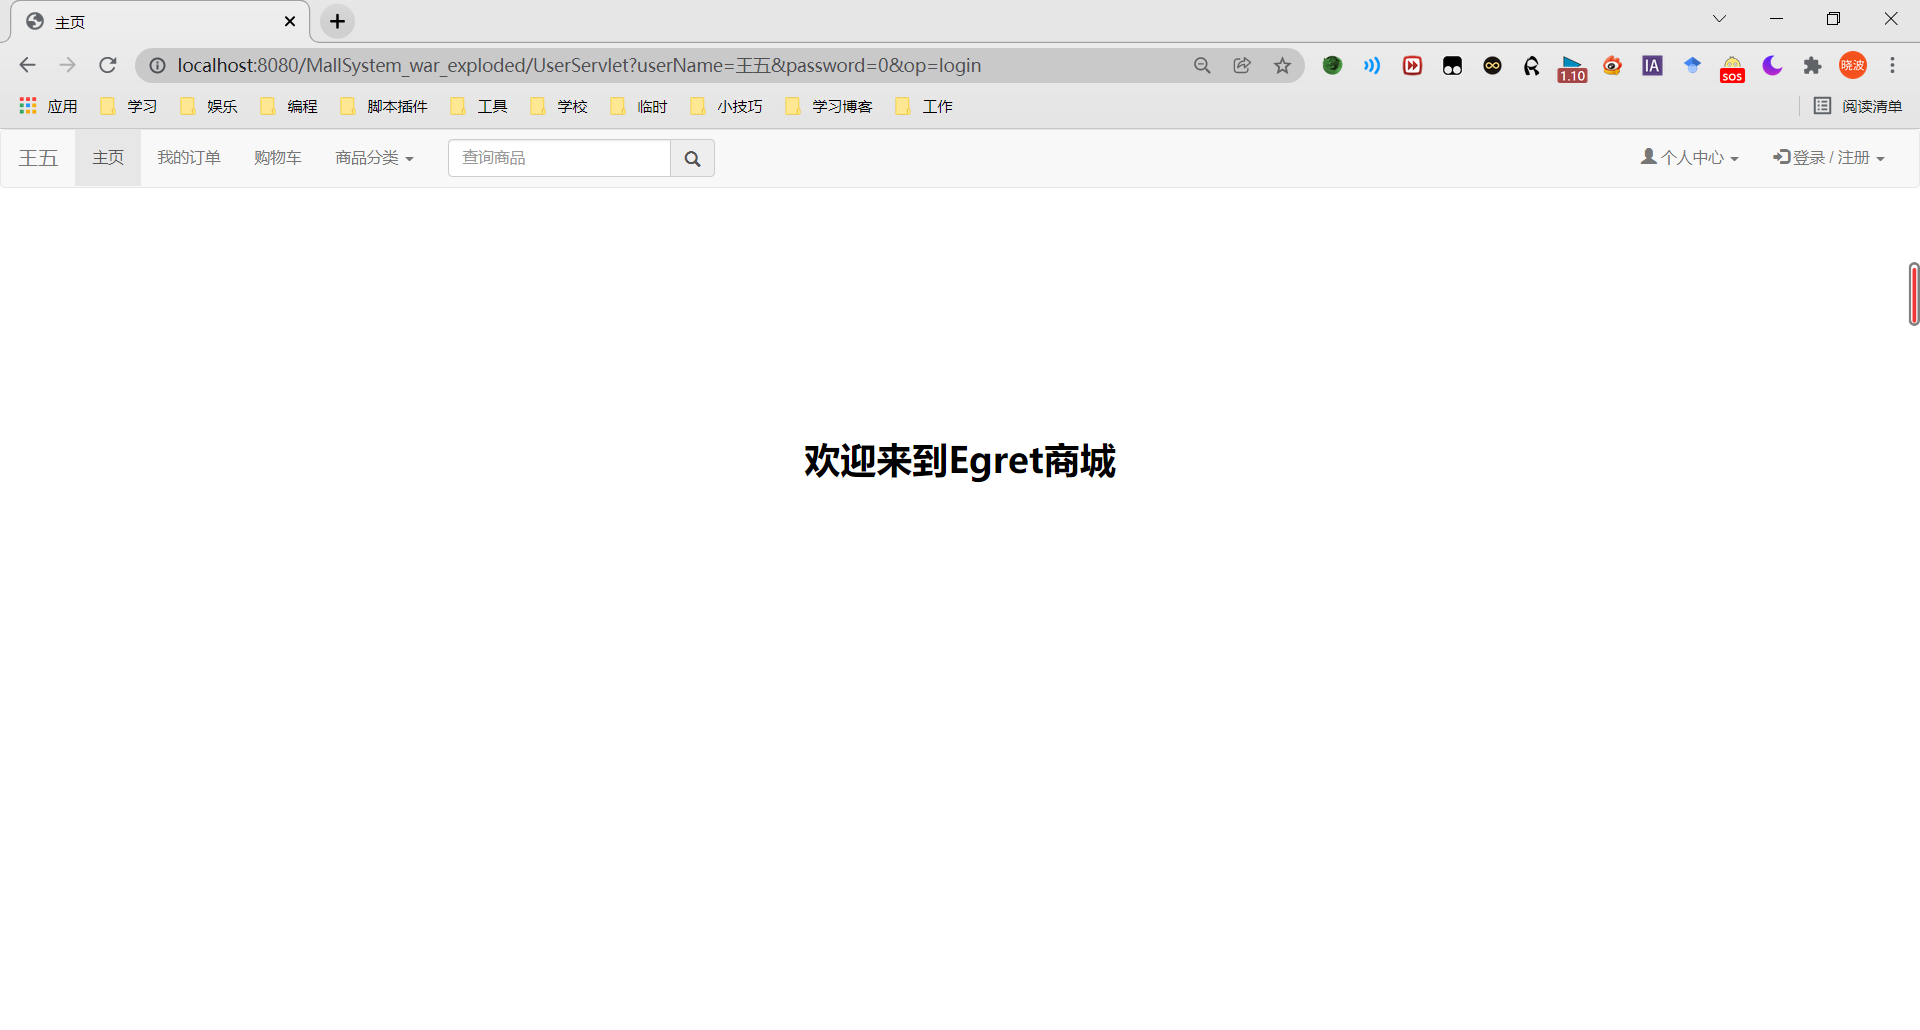 主页
localhost:8080/MallSystem_war_exploded/UserServlet?userName=王五&password=0&op=login
1.10
IA
sos
晓波
应用 学习 娱乐 编程 脚本插件 工具 学校 临时 小技巧 学习博客 工作 阅读清单
王五 主页 我的订单 购物车 商品分类 查询商品 个人中心 登录 / 注册
欢迎来到Egret商城